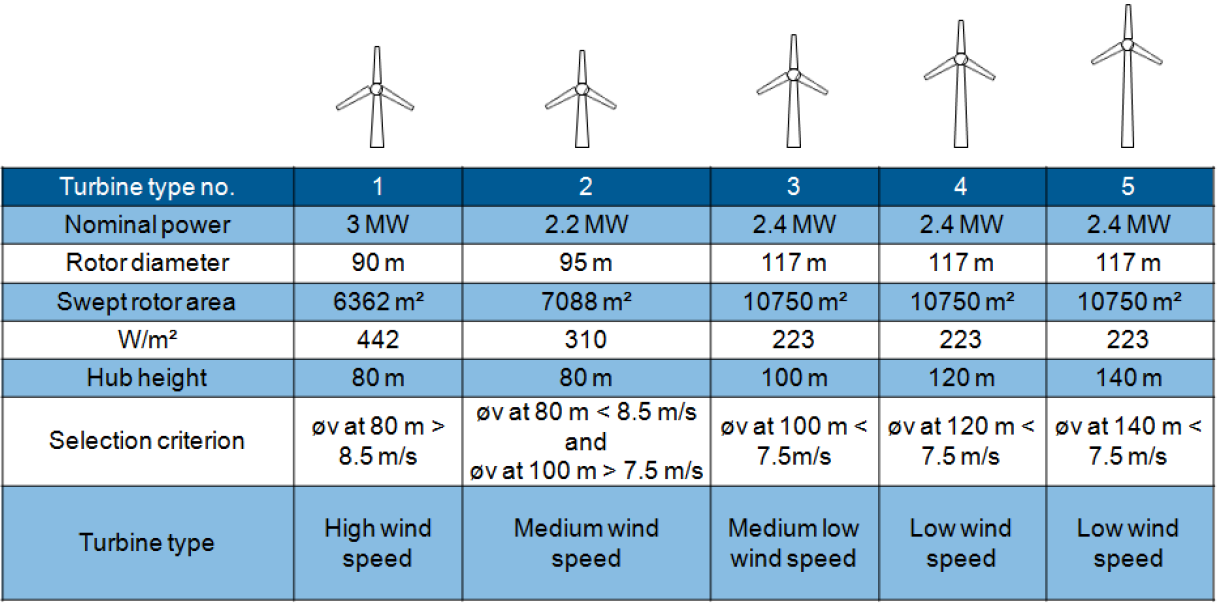 Turbine type no. 1 2 3 4 5
Nominal power 3 MW 2.2 MW 2.4 MW 2.4 MW 2.4 MW
Rotor diameter 90 m 95 m 117 m 117 m 117 m
Swept rotor area 6362 m² 7088 m² 10750 m² 10750 m² 10750 m²
W/m² 442 310 223 223 223
Hub height 80 m 80 m 100 m 120 m 140 m
Selection criterion
øv at 80 m >
8.5 m/s
øv at 80 m < 8.5 m/s
and
øv at 100 m > 7.5 m/s
øv at 100 m <
7.5m/s
øv at 120 m <
7.5 m/s
øv at 140 m <
7.5 m/s
Turbine type
High wind
speed
Medium wind
speed
Medium low
wind speed
Low wind
speed
Low wind
speed